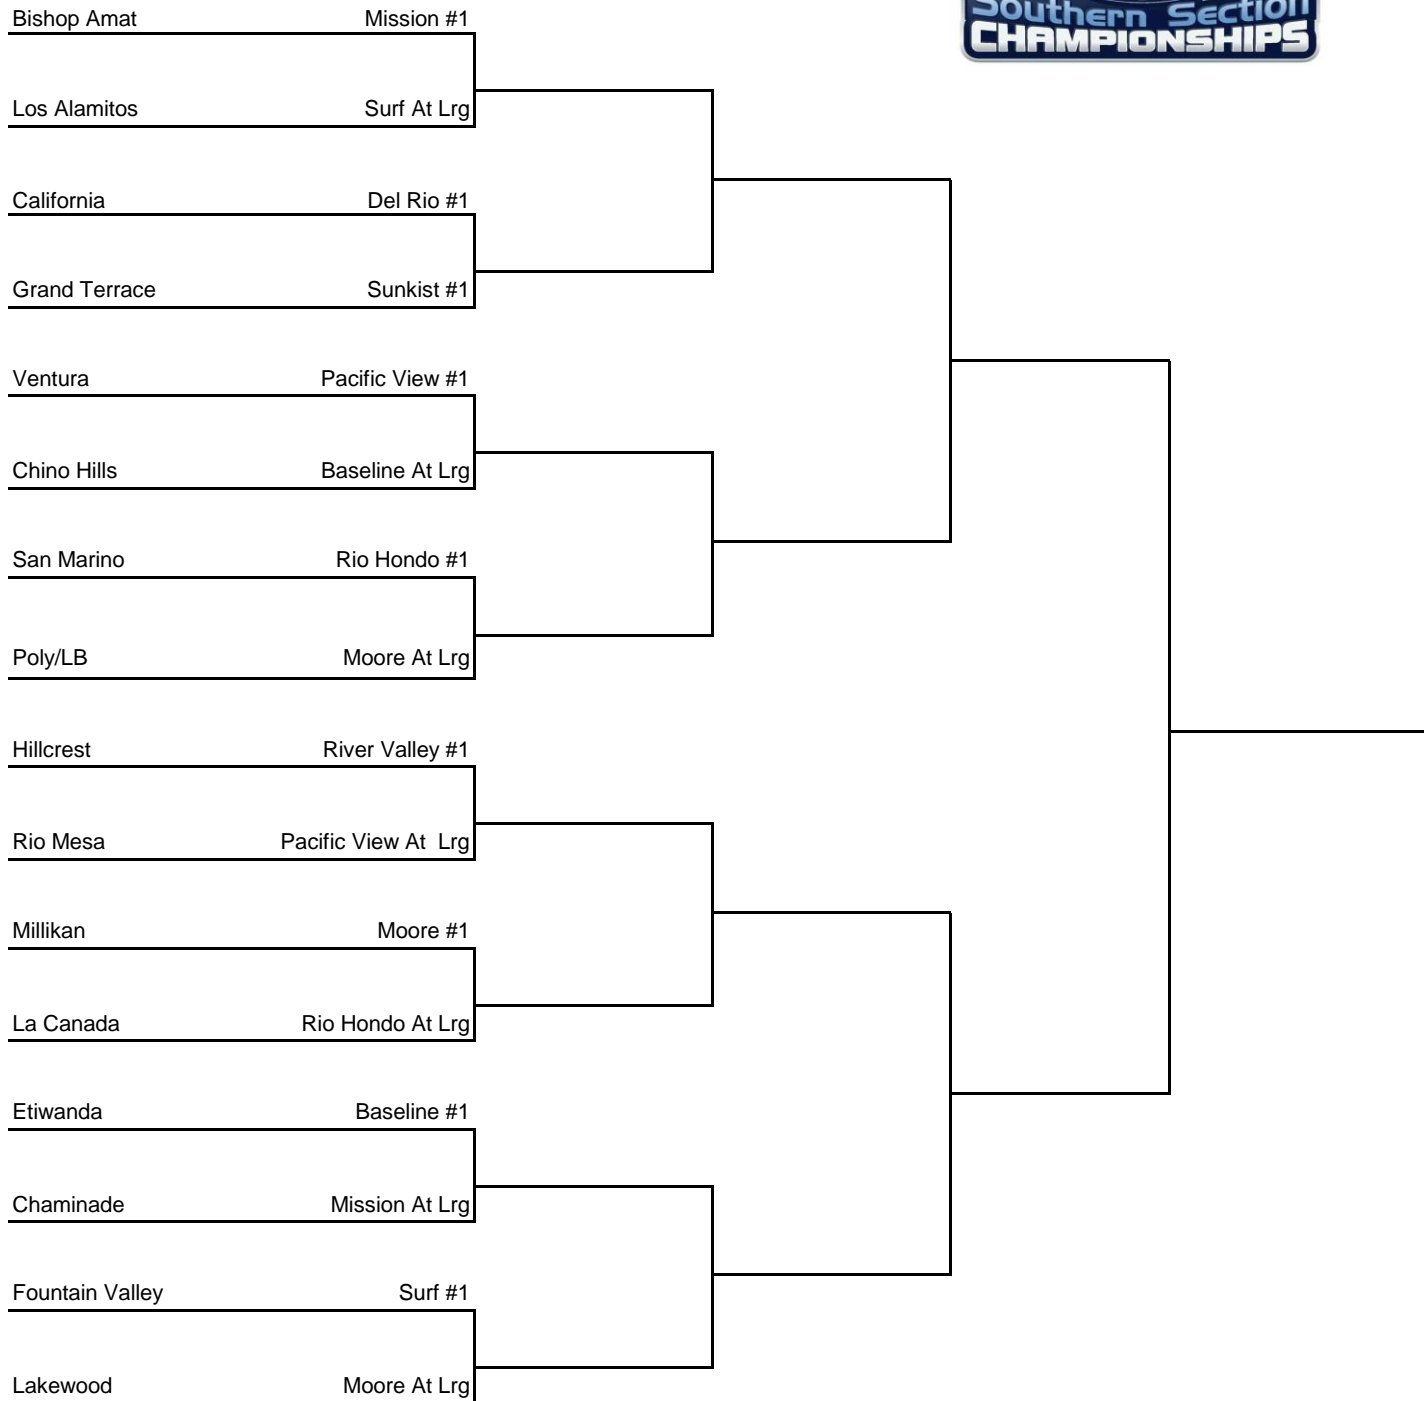 Southern Section
CHAMPIONSHIPS
Bishop Amat Mission #1
Los Alamitos Surf At Lrg
California Del Rio #1
Grand Terrace Sunkist #1
Ventura Pacific View #1
Chino Hills Baseline At Lrg
San Marino Rio Hondo #1
Poly/LB Moore At Lrg
Hillcrest River Valley #1
Rio Mesa Pacific View At  Lrg
Millikan Moore #1
La Canada Rio Hondo At Lrg
Etiwanda Baseline #1
Chaminade Mission At Lrg
Fountain Valley Surf #1
Lakewood Moore At Lrg